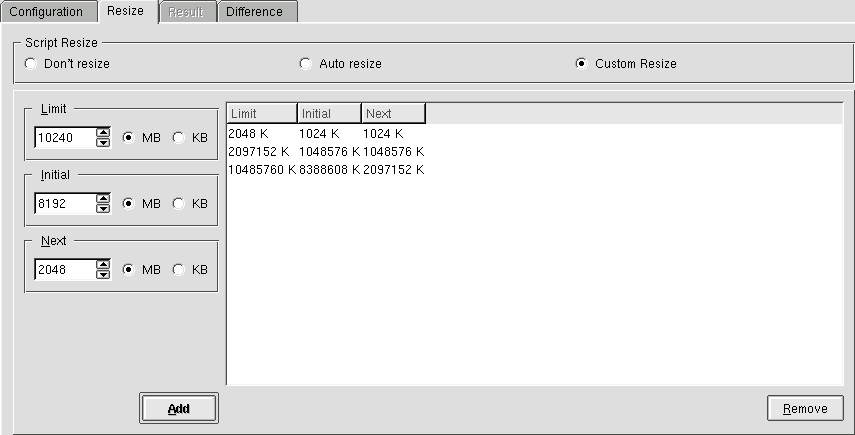 Configuration Resize Result Difference
Script Resize
Don't resize Auto resize Custom Resize
Limit
10240 MB KB
Initial
8192 MB KB
Next
2048 MB KB
Limit Initial Next
2048 K 1024 K 1024 K
2097152 K 1048576 K 1048576 K
10485760 K 8388608 K 2097152 K
Add Remove